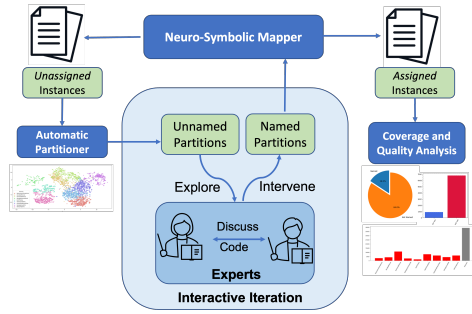 Neuro-Symbolic Mapper
Unassigned
Instances
Assigned
Instances
Automatic
Partitioner
Unnamed
Partitions
Named
Partitions
Coverage and
Quality Analysis
Explore
Intervene
Discuss
Code
Experts
Interactive Iteration